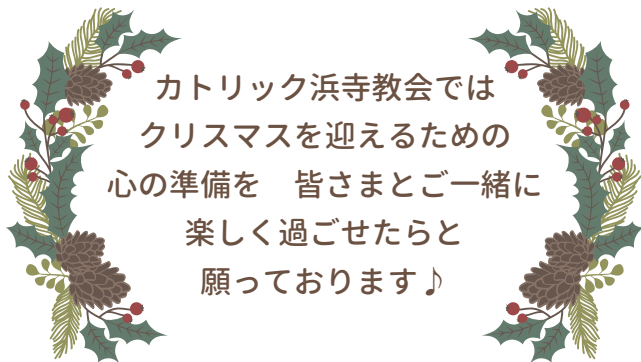 カトリック浜寺教会では
クリスマスを迎えるための
心の準備を　皆さまとご一緒に
楽しく過ごせたらと
願っております♪